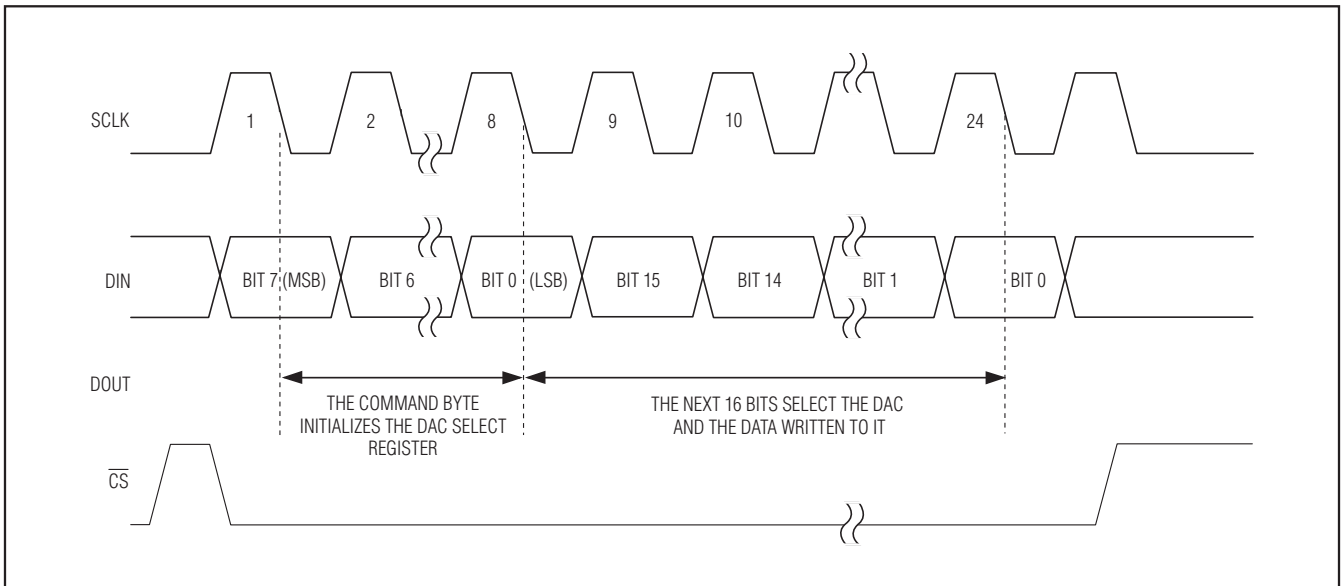 SCLK
1
2
8
9
10
24
DIN
BIT 7 (MSB)
BIT 6
BIT 0 (LSB)
BIT 15
BIT 14
BIT 1
BIT 0
DOUT
THE COMMAND BYTE
INITIALIZES THE DAC SELECT
REGISTER
THE NEXT 16 BITS SELECT THE DAC
AND THE DATA WRITTEN TO IT
CS